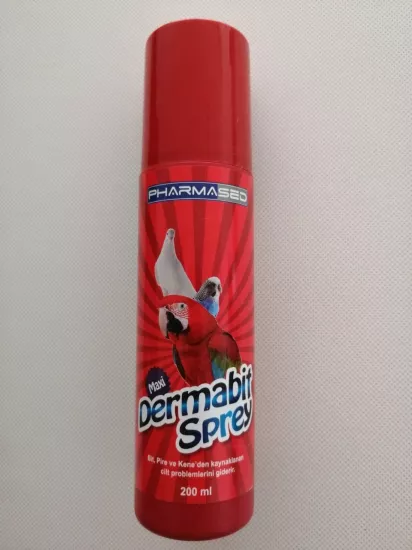 PHARMASED
Maxi
Dermabit
Sprey
Bit, Pire ve Kene'den kaynaklanan
cilt problemlerini giderir.
200 ml